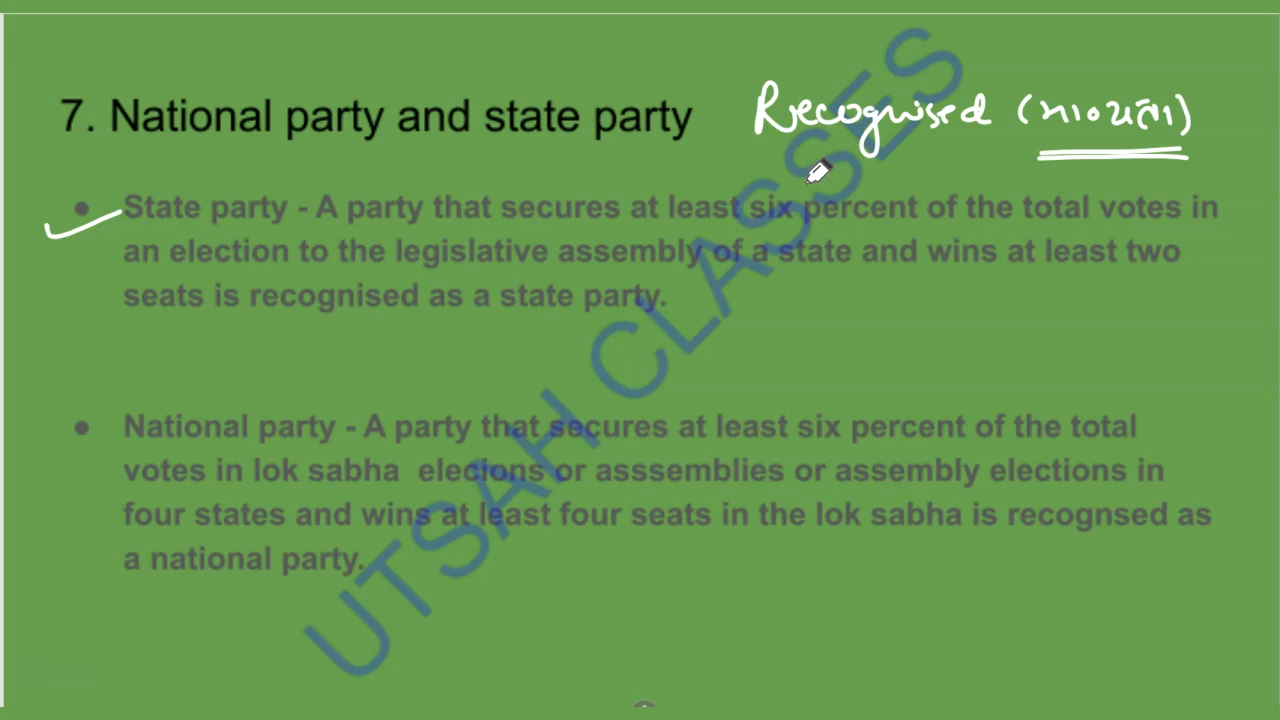 7. National party and state party
Recognised (मान्यता)
● State party - A party that secures at least six percent of the total votes in
an election to the legislative assembly of a state and wins at least two
seats is recognised as a state party.
● National party - A party that secures at least six percent of the total
votes in lok sabha elecions or asssemblies or assembly elections in
four states and wins at least four seats in the lok sabha is recognsed as
a national party.
UTSAH CLASSES